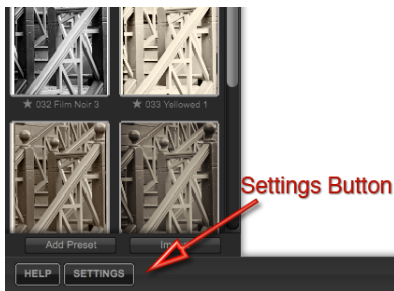 ★ 032 Film Noir 3
★ 033 Yellowed 1
Settings Button
Add Preset
HELP
SETTINGS